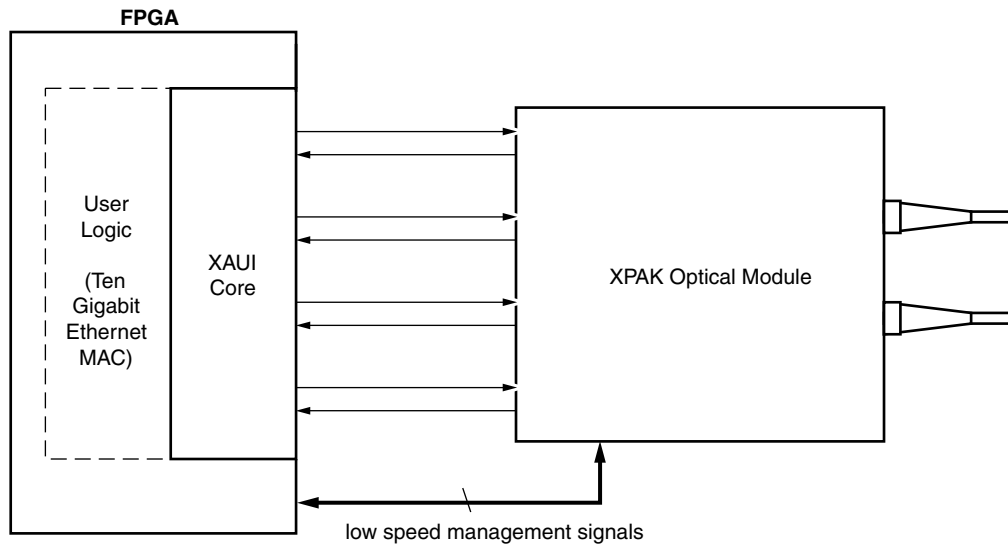 FPGA
User
Logic
(Ten
Gigabit
Ethernet
MAC)
XAUI
Core
XPAK Optical Module
low speed management signals